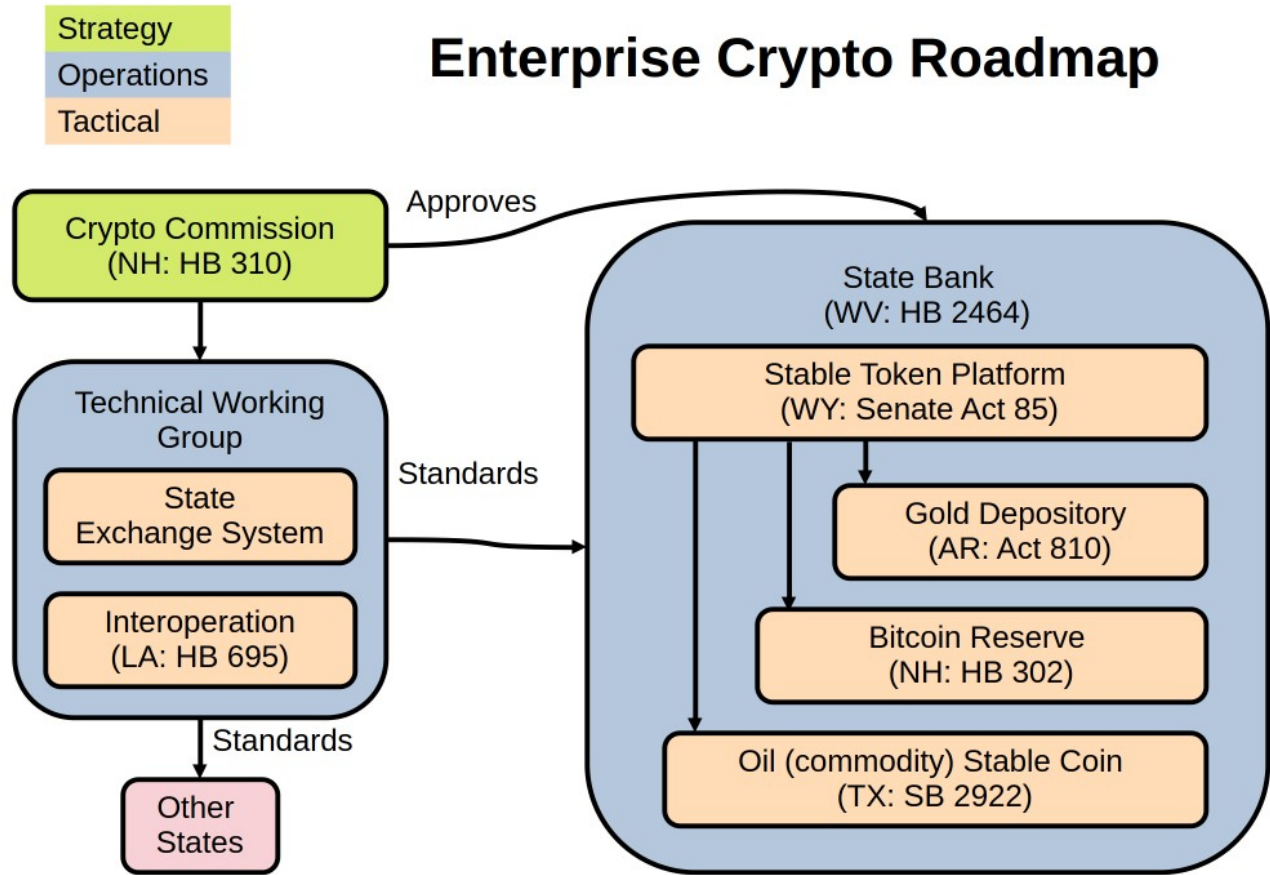 Strategy
Operations
Tactical
Enterprise Crypto Roadmap
Crypto Commission
(NH: HB 310)
Approves
State Bank
(WV: HB 2464)
Stable Token Platform
(WY: Senate Act 85)
Gold Depository
(AR: Act 810)
Bitcoin Reserve
(NH: HB 302)
Oil (commodity) Stable Coin
(TX: SB 2922)
Technical Working
Group
State
Exchange System
Interoperation
(LA: HB 695)
Standards
Standards
Other
States